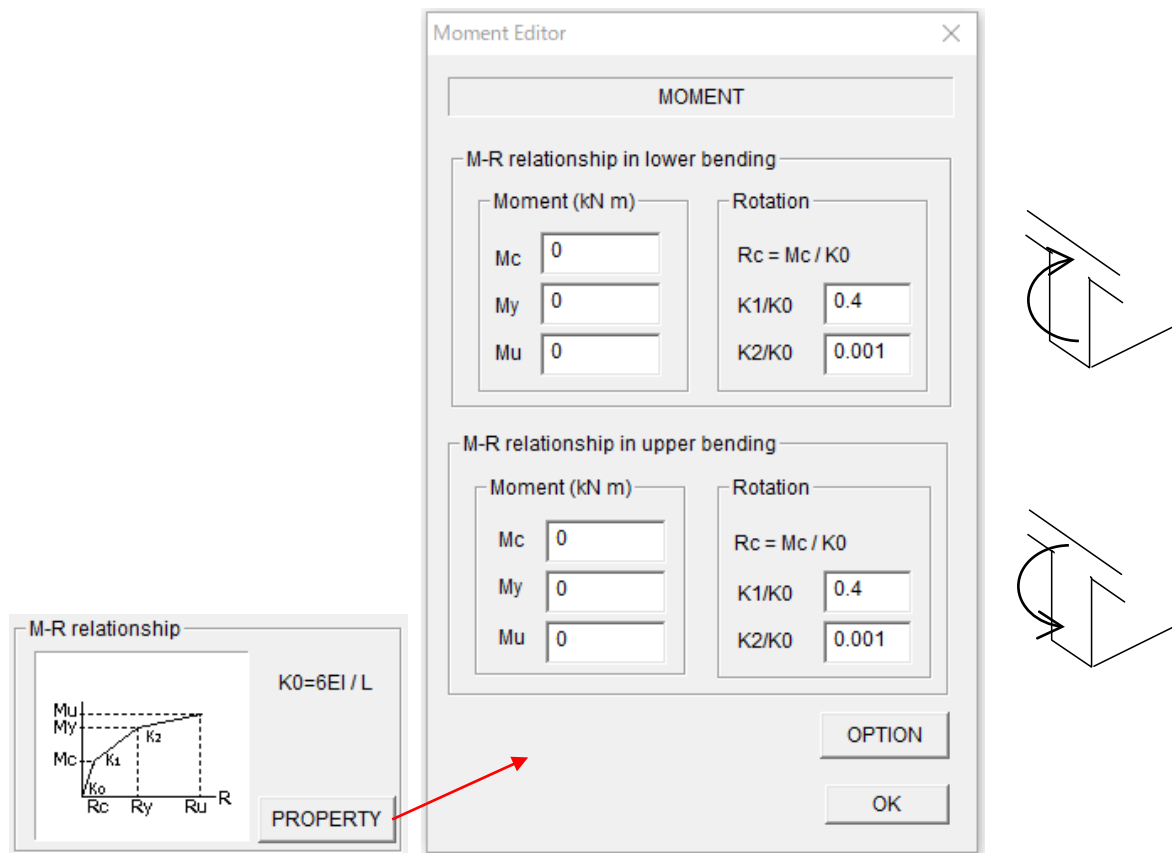 Moment Editor
MOMENT
M-R relationship in lower bending
Moment (kN m)
Mc 0
My 0
Mu 0
Rotation
Rc = Mc / K0
K1/K0 0.4
K2/K0 0.001
M-R relationship in upper bending
Moment (kN m)
Mc 0
My 0
Mu 0
Rotation
Rc = Mc / K0
K1/K0 0.4
K2/K0 0.001
OPTION
OK
M-R relationship
K0=6EI / L
Mu
My
Mc
K2
K1
Ko
Rc Ry Ru R
PROPERTY